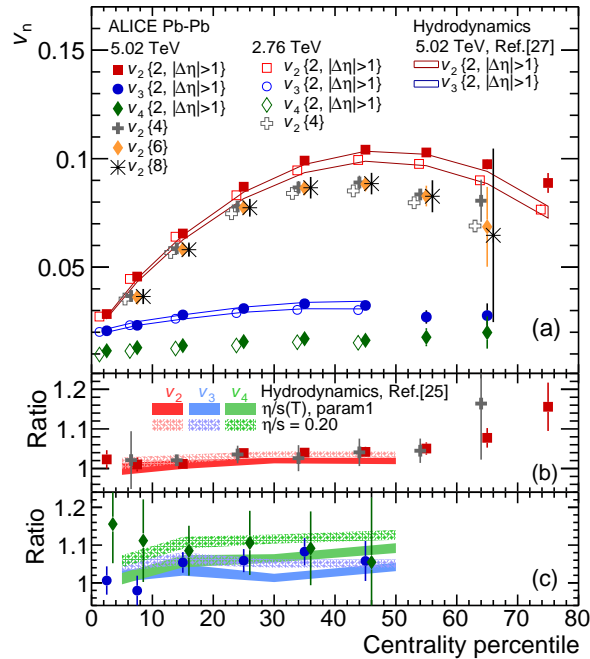 v_n
ALICE Pb-Pb
5.02 TeV
v_2{2, |Δη|>1}
v_3{2, |Δη|>1}
v_4{2, |Δη|>1}
v_2{4}
v_2{6}
v_2{8}
2.76 TeV
v_2{2, |Δη|>1}
v_3{2, |Δη|>1}
v_4{2, |Δη|>1}
v_2{4}
Hydrodynamics
5.02 TeV, Ref.[27]
v_2{2, |Δη|>1}
v_3{2, |Δη|>1}
0.15
0.1
0.05
(a)
Ratio
1.2
1.1
1
v_2 v_3 v_4 Hydrodynamics, Ref.[25]
η/s(T), param1
η/s = 0.20
(b)
Ratio
1.2
1.1
1
(c)
0 10 20 30 40 50 60 70 80
Centrality percentile